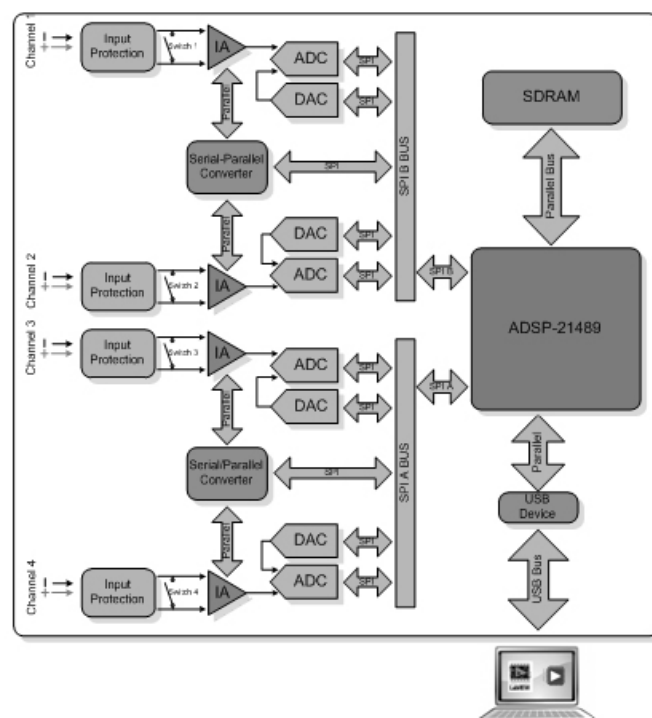 Channel 1
Input
Protection
Switch 1
IA
ADC
SPI
DAC
SPI
Parallel
Serial-Parallel
Converter
SPI
Parallel
DAC
SPI
ADC
SPI
Channel 2
Input
Protection
Switch 2
IA
SPI B BUS
SPI B
SDRAM
Parallel Bus
ADSP-21489
Channel 3
Input
Protection
Switch 3
IA
ADC
SPI
DAC
SPI
Parallel
Serial/Parallel
Converter
SPI
Parallel
DAC
SPI
ADC
SPI
Channel 4
Input
Protection
Switch 4
IA
SPI A BUS
SPI A
Parallel
USB
Device
USB Bus
LabVIEW